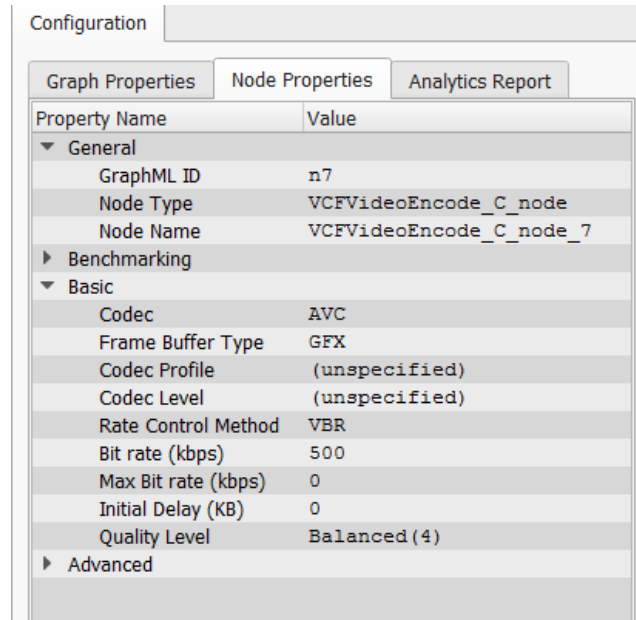 Configuration
Graph Properties Node Properties Analytics Report
Property Name Value
General
GraphML ID n7
Node Type VCFVideoEncode_C_node
Node Name VCFVideoEncode_C_node_7
Benchmarking
Basic
Codec AVC
Frame Buffer Type GFX
Codec Profile (unspecified)
Codec Level (unspecified)
Rate Control Method VBR
Bit rate (kbps) 500
Max Bit rate (kbps) 0
Initial Delay (KB) 0
Quality Level Balanced(4)
Advanced